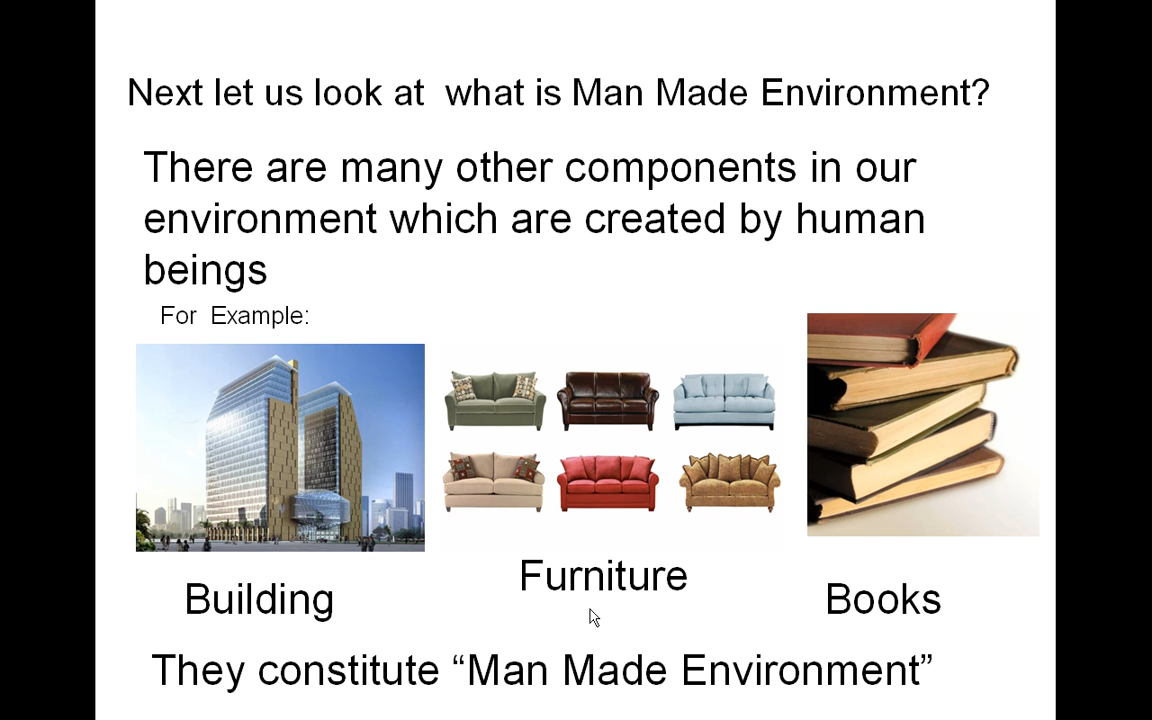 Next let us look at  what is Man Made Environment?
There are many other components in our
environment which are created by human
beings
For  Example:
Building
Furniture
Books
They constitute “Man Made Environment”